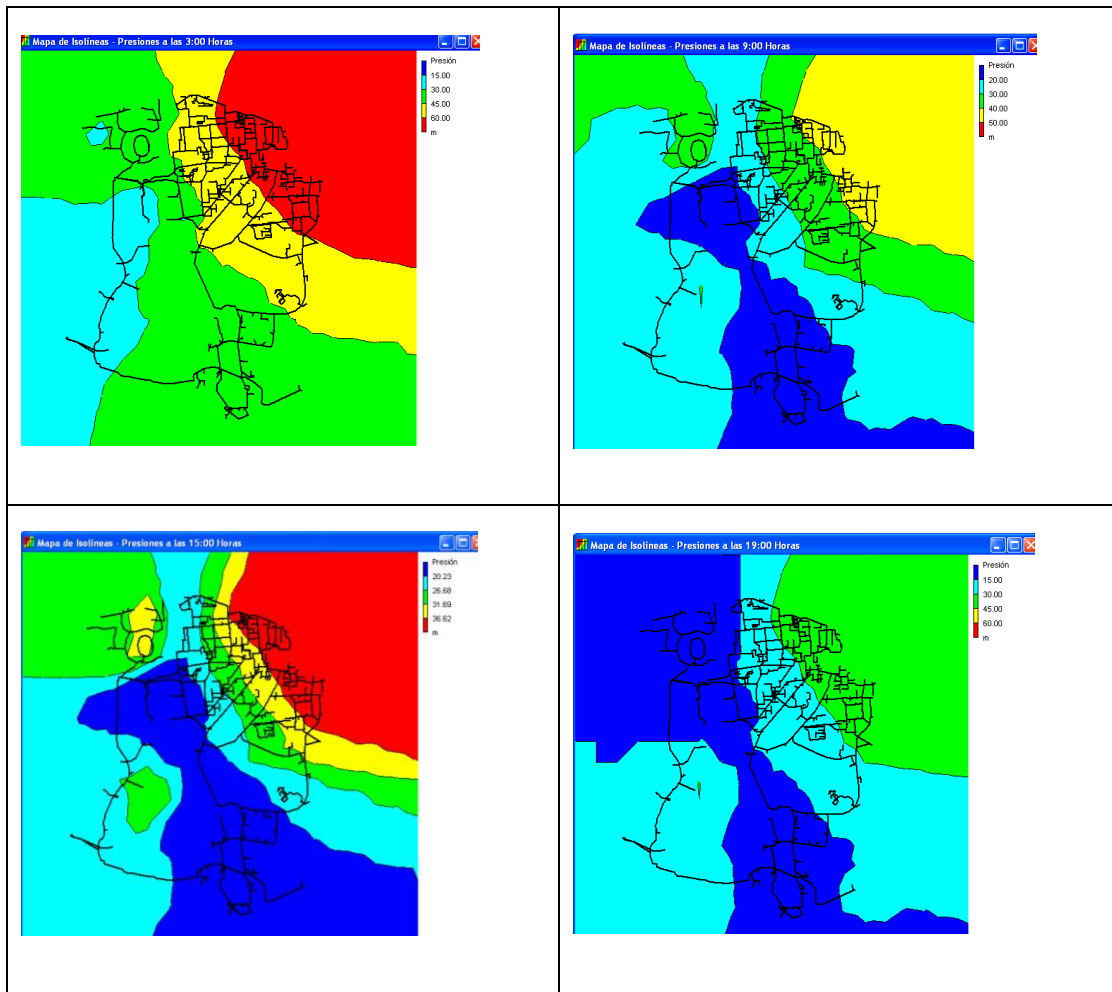 Mapa de Isolíneas - Presiones a las 3:00 Horas
Presión
15.00
30.00
45.00
60.00
m
Mapa de Isolíneas - Presiones a las 9:00 Horas
Presión
20.00
30.00
40.00
50.00
m
Mapa de Isolíneas - Presiones a las 15:00 Horas
Presión
20.23
26.68
31.69
36.62
m
Mapa de Isolíneas - Presiones a las 19:00 Horas
Presión
15.00
30.00
45.00
60.00
m